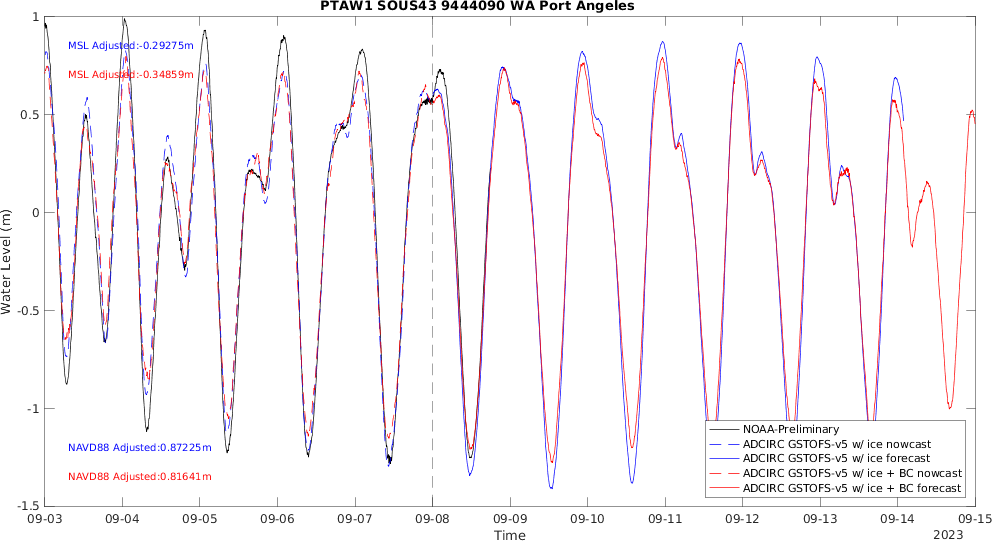 PTAW1 SOUS43 9444090 WA Port Angeles
Water Level (m)
1
0.5
0
-0.5
-1
-1.5
MSL Adjusted:-0.29275m
MSL Adjusted:-0.34859m
NAVD88 Adjusted:0.87225m
NAVD88 Adjusted:0.81641m
NOAA-Preliminary
ADCIRC GSTOFS-v5 w/ ice nowcast
ADCIRC GSTOFS-v5 w/ ice forecast
ADCIRC GSTOFS-v5 w/ ice + BC nowcast
ADCIRC GSTOFS-v5 w/ ice + BC forecast
09-03 09-04 09-05 09-06 09-07 09-08 09-09 09-10 09-11 09-12 09-13 09-14 09-15
Time
2023